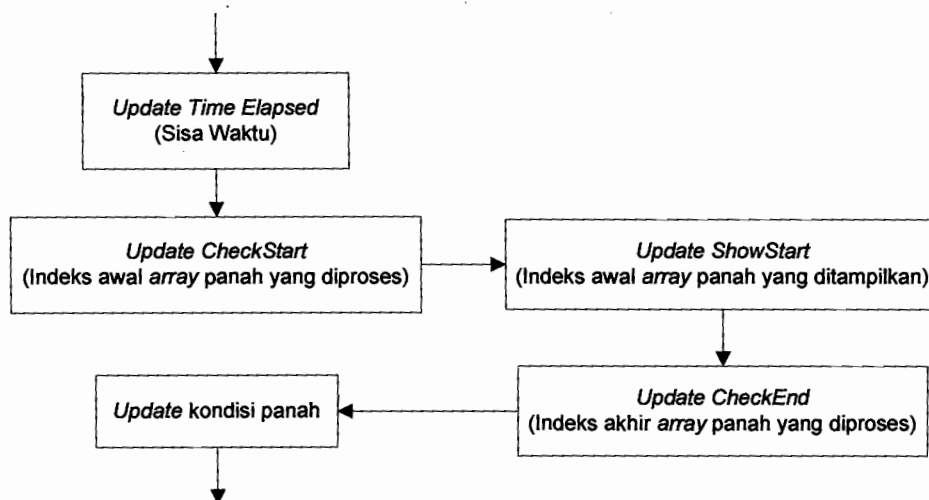 Update Time Elapsed
(Sisa Waktu)
Update CheckStart
(Indeks awal array panah yang diproses)
Update ShowStart
(Indeks awal array panah yang ditampilkan)
Update CheckEnd
(Indeks akhir array panah yang diproses)
Update kondisi panah